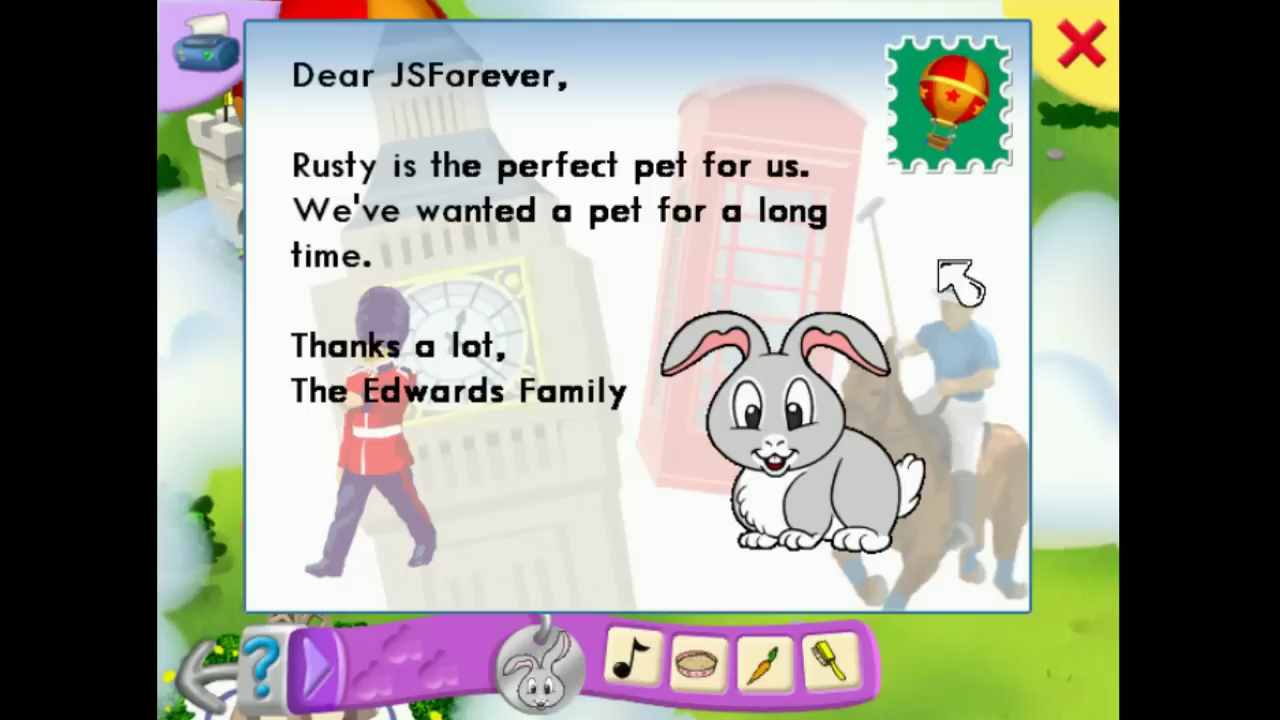 Dear JSForever,
Rusty is the perfect pet for us.
We've wanted a pet for a long
time.
Thanks a lot,
The Edwards Family
?